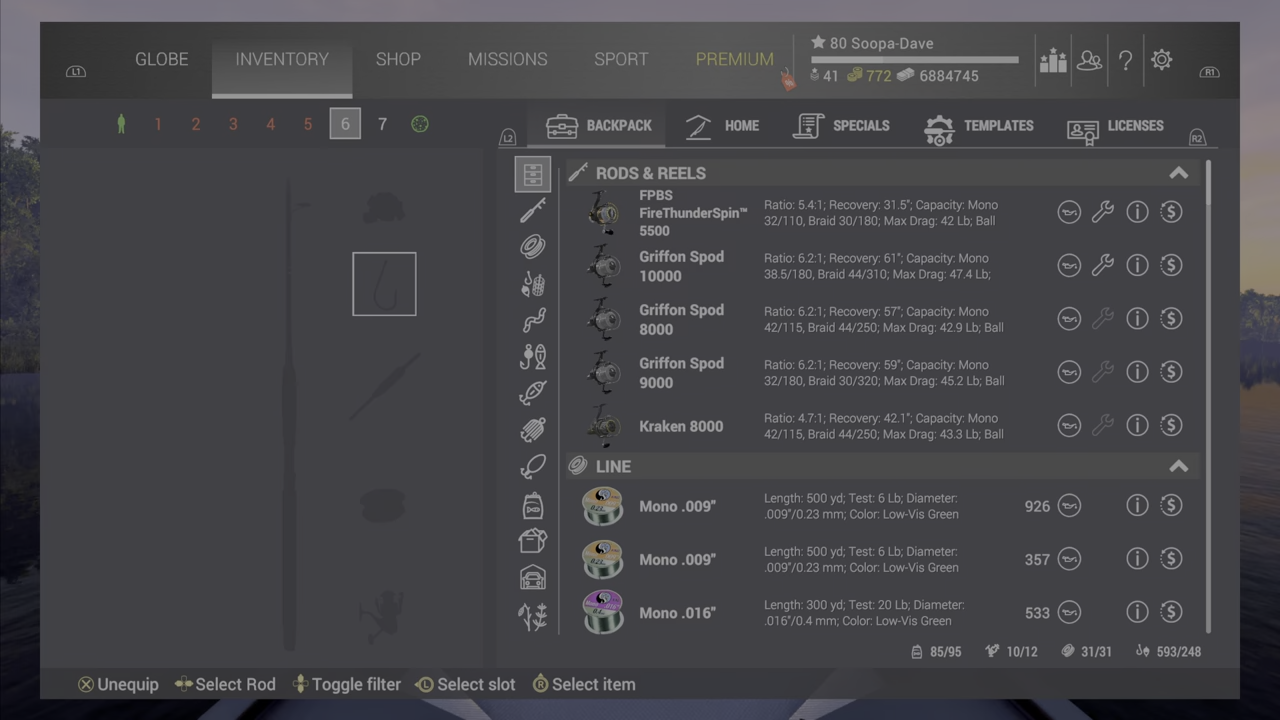 L1
GLOBE
INVENTORY
SHOP
MISSIONS
SPORT
PREMIUM
80 Soopa-Dave
41 772 6884745
?
R1
1 2 3 4 5 6 7
L2
BACKPACK
HOME
SPECIALS
TEMPLATES
LICENSES
R2
RODS & REELS
FPBS
FireThunderSpin™
5500
Ratio: 5.4:1; Recovery: 31.5"; Capacity: Mono
32/110, Braid 30/180; Max Drag: 42 Lb; Ball
Griffon Spod
10000
Ratio: 6.2:1; Recovery: 61"; Capacity: Mono
38.5/180, Braid 44/310; Max Drag: 47.4 Lb;
Griffon Spod
8000
Ratio: 6.2:1; Recovery: 57"; Capacity: Mono
42/115, Braid 44/250; Max Drag: 42.9 Lb; Ball
Griffon Spod
9000
Ratio: 6.2:1; Recovery: 59"; Capacity: Mono
32/180, Braid 30/320; Max Drag: 45.2 Lb; Ball
Kraken 8000
Ratio: 4.7:1; Recovery: 42.1"; Capacity: Mono
42/115, Braid 44/250; Max Drag: 43.3 Lb; Ball
LINE
Mono .009"
Length: 500 yd; Test: 6 Lb; Diameter:
.009"/0.23 mm; Color: Low-Vis Green
926
Mono .009"
Length: 500 yd; Test: 6 Lb; Diameter:
.009"/0.23 mm; Color: Low-Vis Green
357
Mono .016"
Length: 300 yd; Test: 20 Lb; Diameter:
.016"/0.4 mm; Color: Low-Vis Green
533
85/95 10/12 31/31 593/248
Unequip
Select Rod
Toggle filter
L Select slot
R Select item